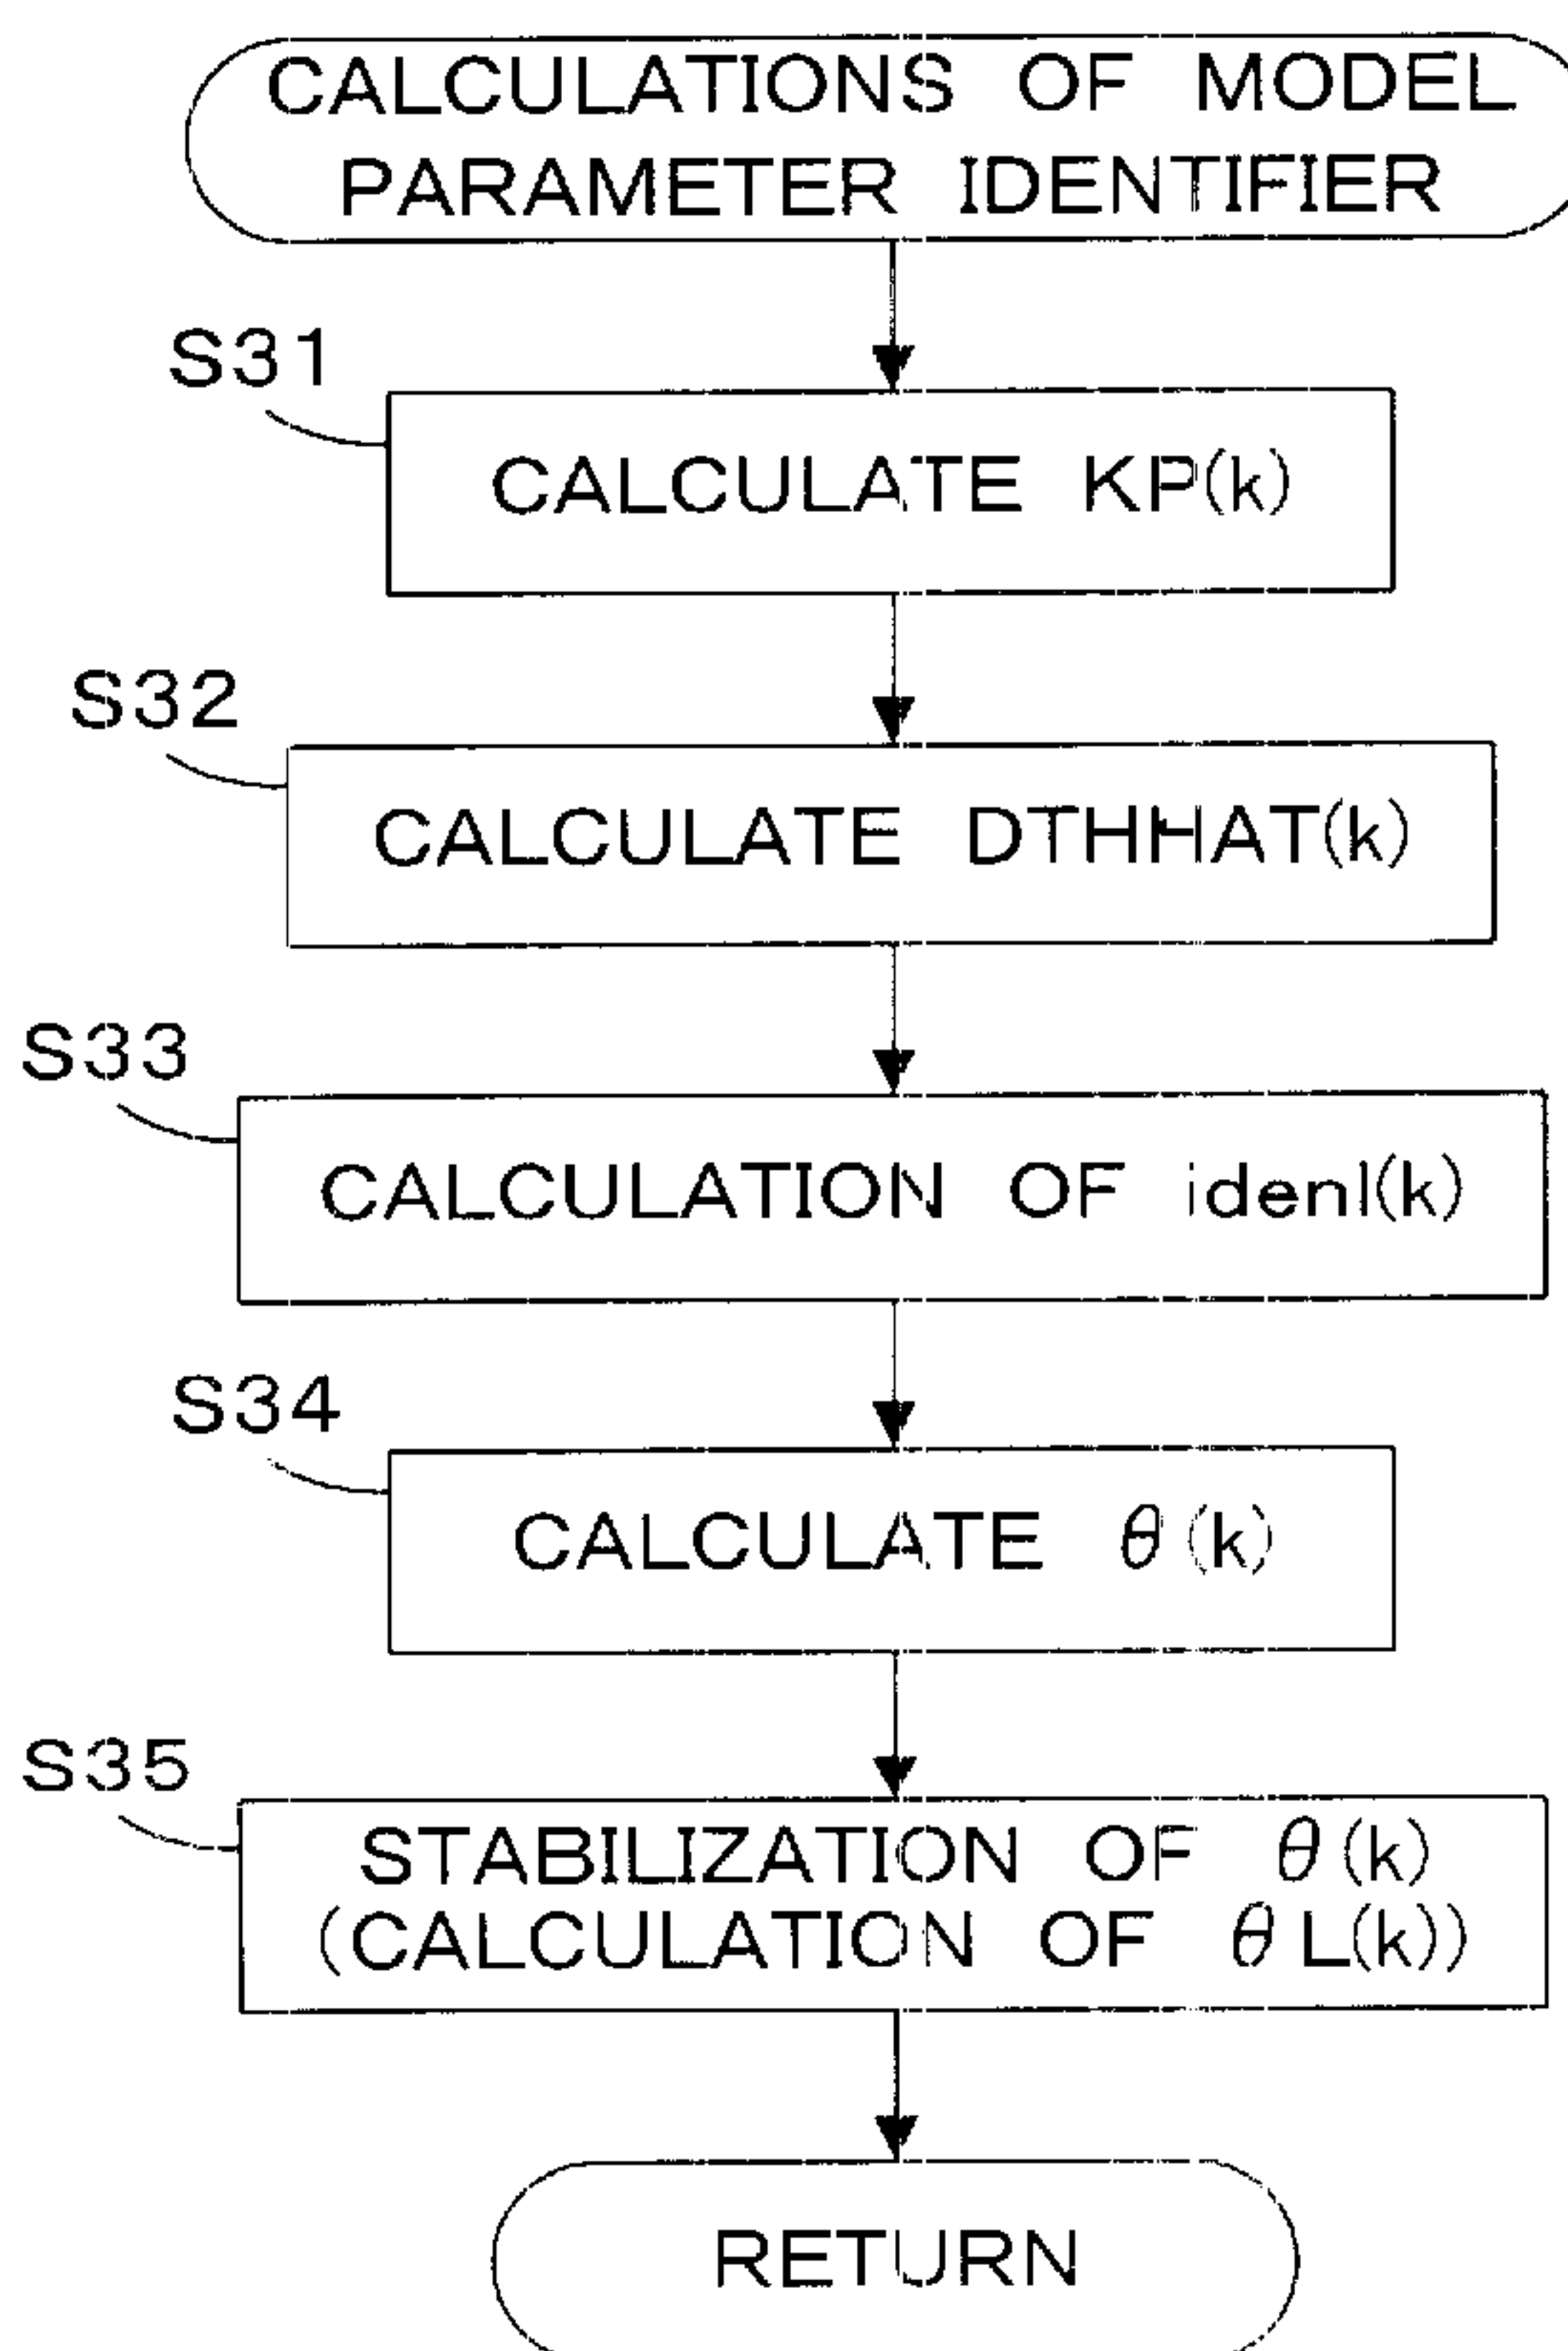 CALCULATIONS OF MODEL
PARAMETER IDENTIFIER
S31
CALCULATE KP(k)
S32
CALCULATE DTHHAT(k)
S33
CALCULATION OF idenl(k)
S34
CALCULATE θ(k)
S35
STABILIZATION OF θ(k)
(CALCULATION OF θL(k))
RETURN